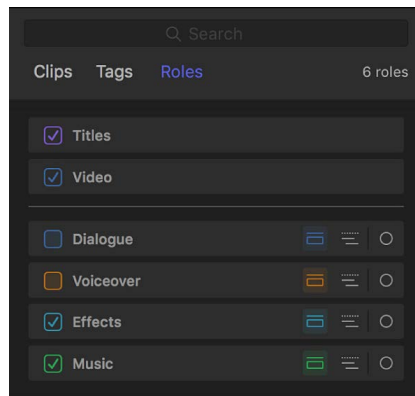 Search
Clips Tags Roles 6 roles
Titles
Video
Dialogue
Voiceover
Effects
Music